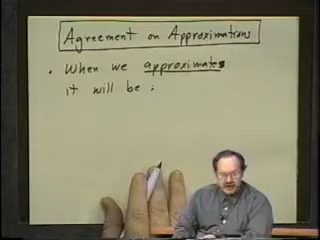 Agreement on Approximations
• When we approximate
it will be :